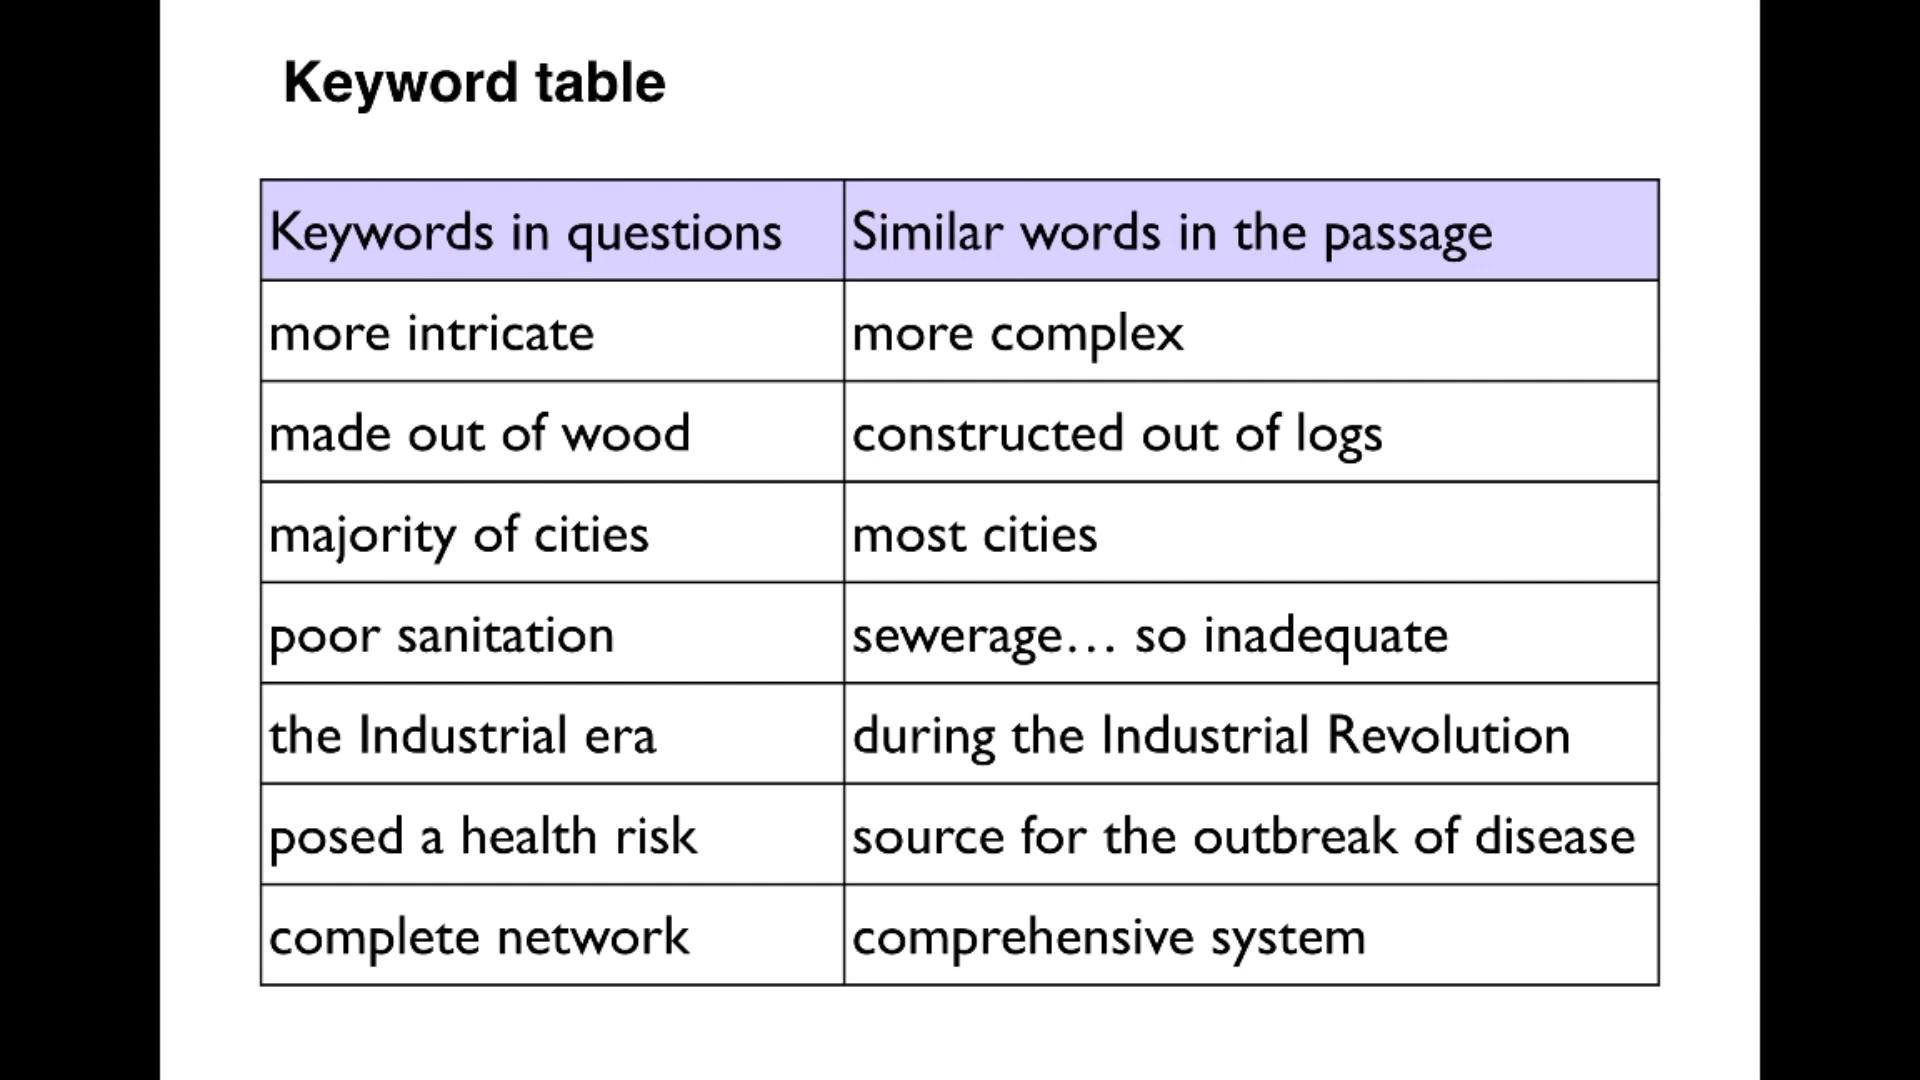 Keyword table
Keywords in questions Similar words in the passage
more intricate more complex
made out of wood constructed out of logs
majority of cities most cities
poor sanitation sewerage... so inadequate
the Industrial era during the Industrial Revolution
posed a health risk source for the outbreak of disease
complete network comprehensive system